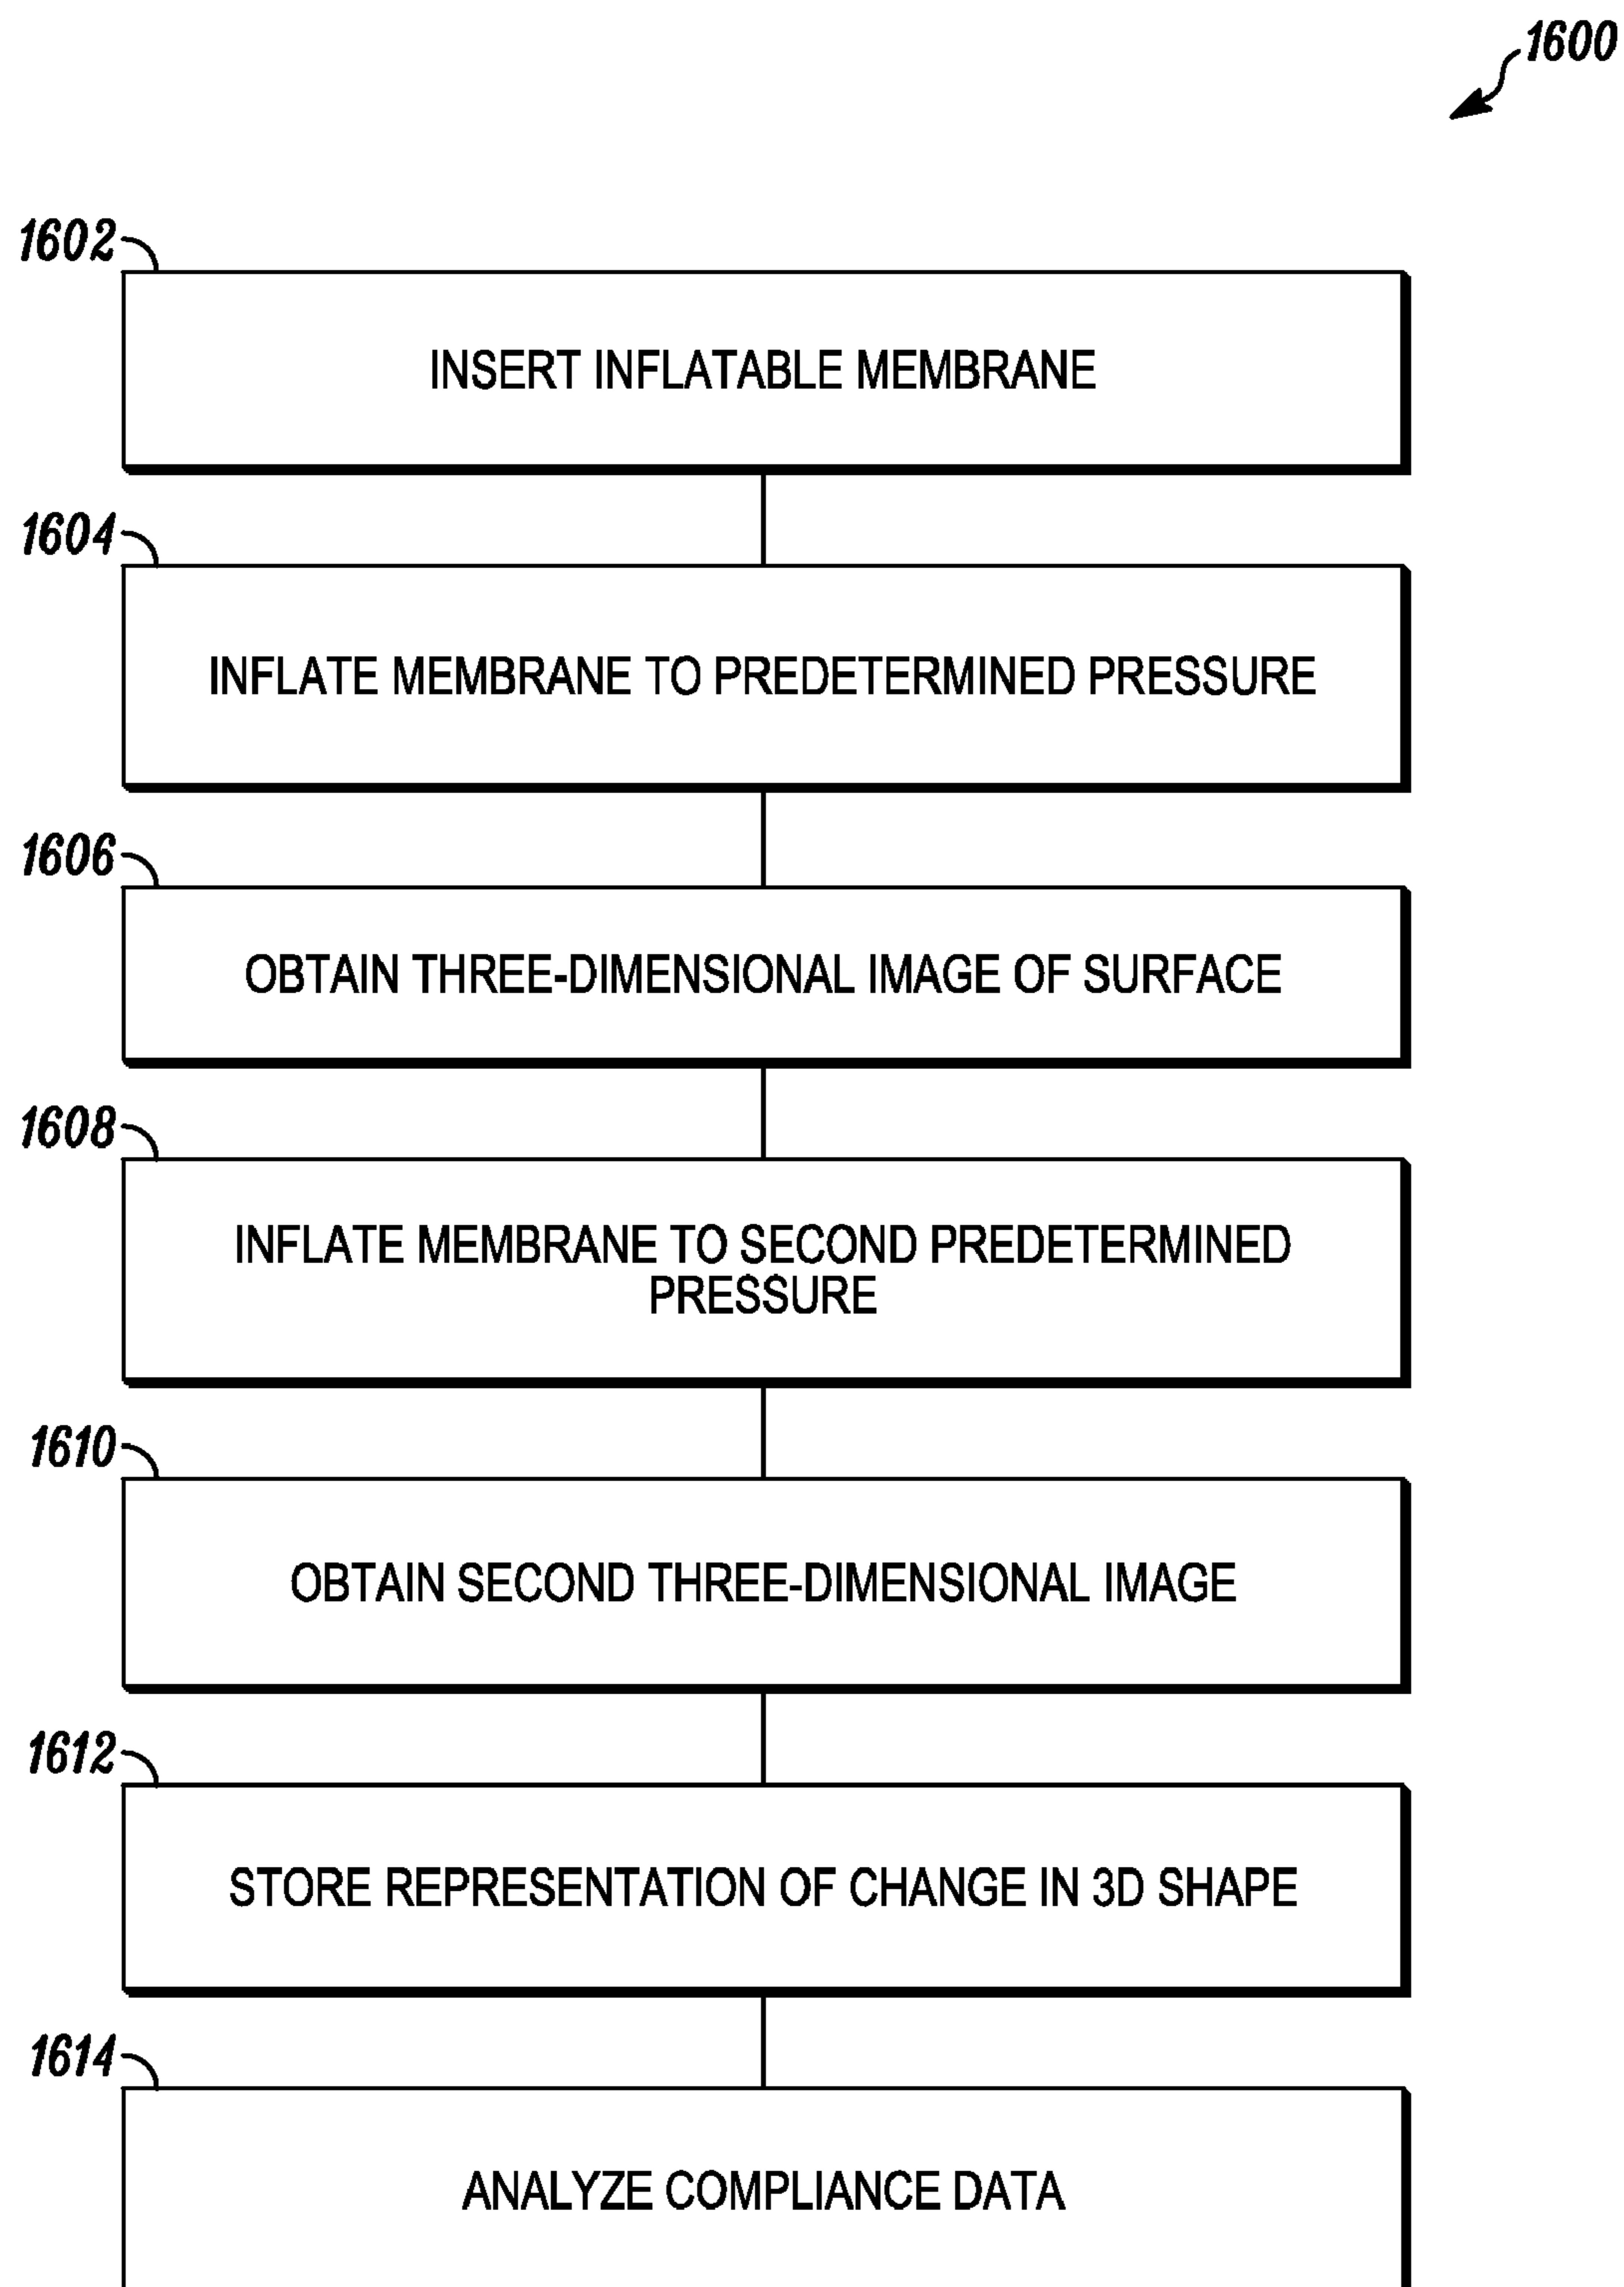 1600
1602
INSERT INFLATABLE MEMBRANE
1604
INFLATE MEMBRANE TO PREDETERMINED PRESSURE
1606
OBTAIN THREE-DIMENSIONAL IMAGE OF SURFACE
1608
INFLATE MEMBRANE TO SECOND PREDETERMINED
PRESSURE
1610
OBTAIN SECOND THREE-DIMENSIONAL IMAGE
1612
STORE REPRESENTATION OF CHANGE IN 3D SHAPE
1614
ANALYZE COMPLIANCE DATA